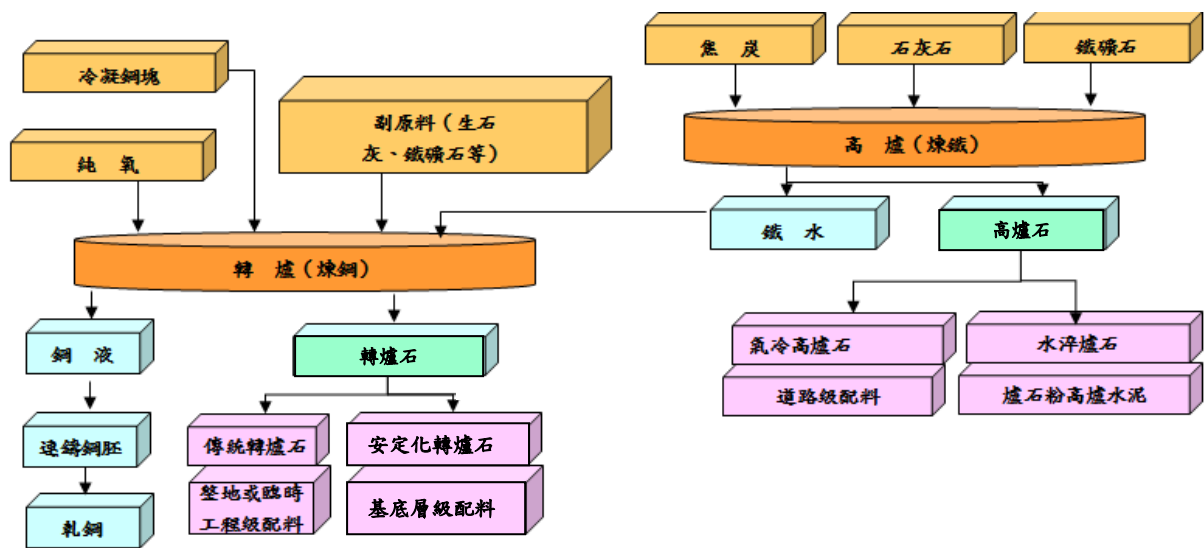 焦 炭
石灰石
鐵礦石
冷凝鋼塊
副原料（生石
灰、鐵礦石等）
純 氧
高 爐（煉鐵）
鐵 水
高爐石
轉 爐（煉鋼）
鋼 液
轉爐石
氣冷高爐石
水淬爐石
道路級配料
爐石粉高爐水泥
連鑄鋼胚
傳統轉爐石
安定化轉爐石
整地或臨時
工程級配料
基底層級配料
軋鋼